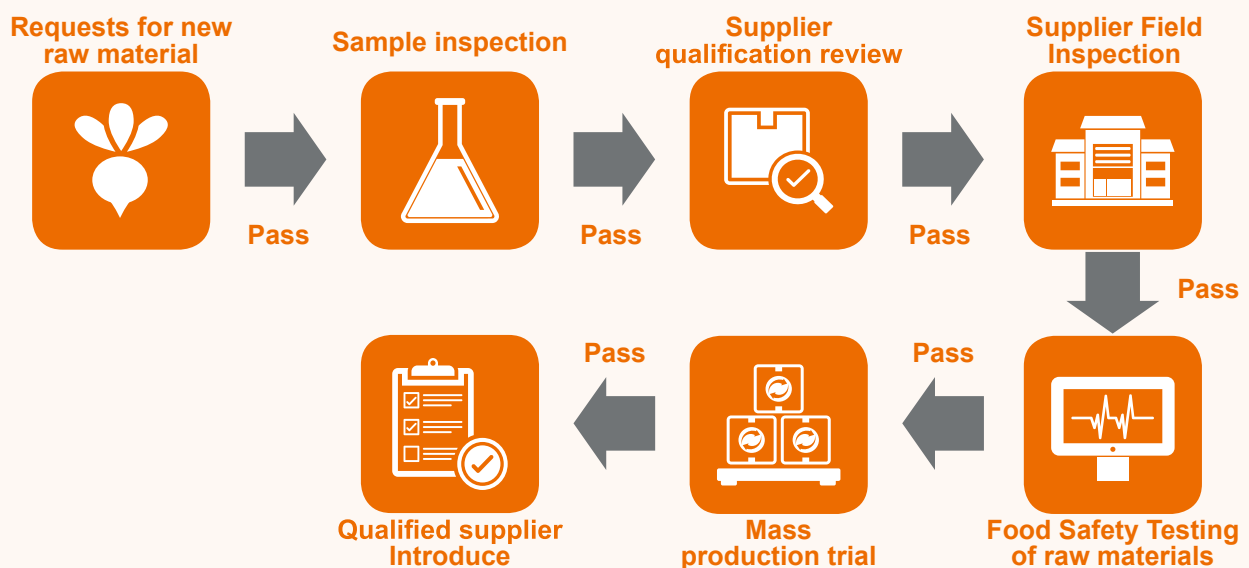 Requests for new
raw material
Sample inspection
Supplier
qualification review
Supplier Field
Inspection
Pass
Pass
Pass
Pass
Pass
Pass
Food Safety Testing
of raw materials
Mass
production trial
Qualified supplier
Introduce